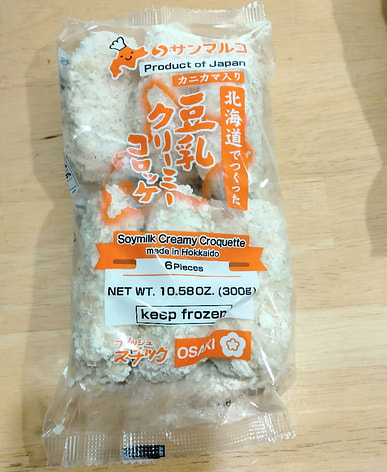 サンマルコ
Product of Japan
カニカマ入り
北海道でつくった
豆乳
クリーミー
コロッケ
Soymilk Creamy Croquette
made in Hokkaido
6 Pieces
NET WT. 10.58OZ. (300g)
keep frozen
フレッシュ
スナック
OSAKI